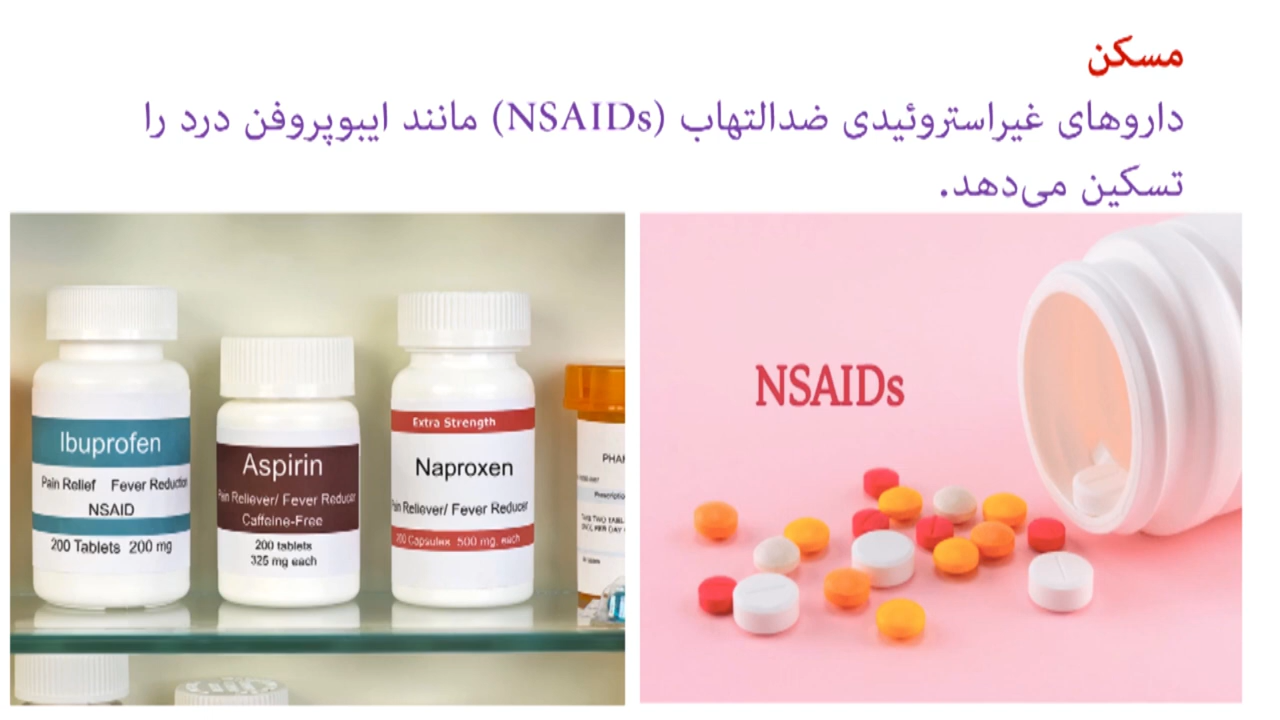 مسکن
داروهای غیراستروئیدی ضدالتهاب (NSAIDs) مانند ایبوپروفن درد را
تسکین می‌دهد.
Ibuprofen
Pain Relief Fever Reduction
NSAID
200 Tablets 200 mg
Aspirin
Pain Reliever/ Fever Reducer
Caffeine-Free
200 tablets
325 mg each
Extra Strength
Naproxen
Pain Reliever/ Fever Reducer
200 Capsules 500 mg. each
NSAIDs